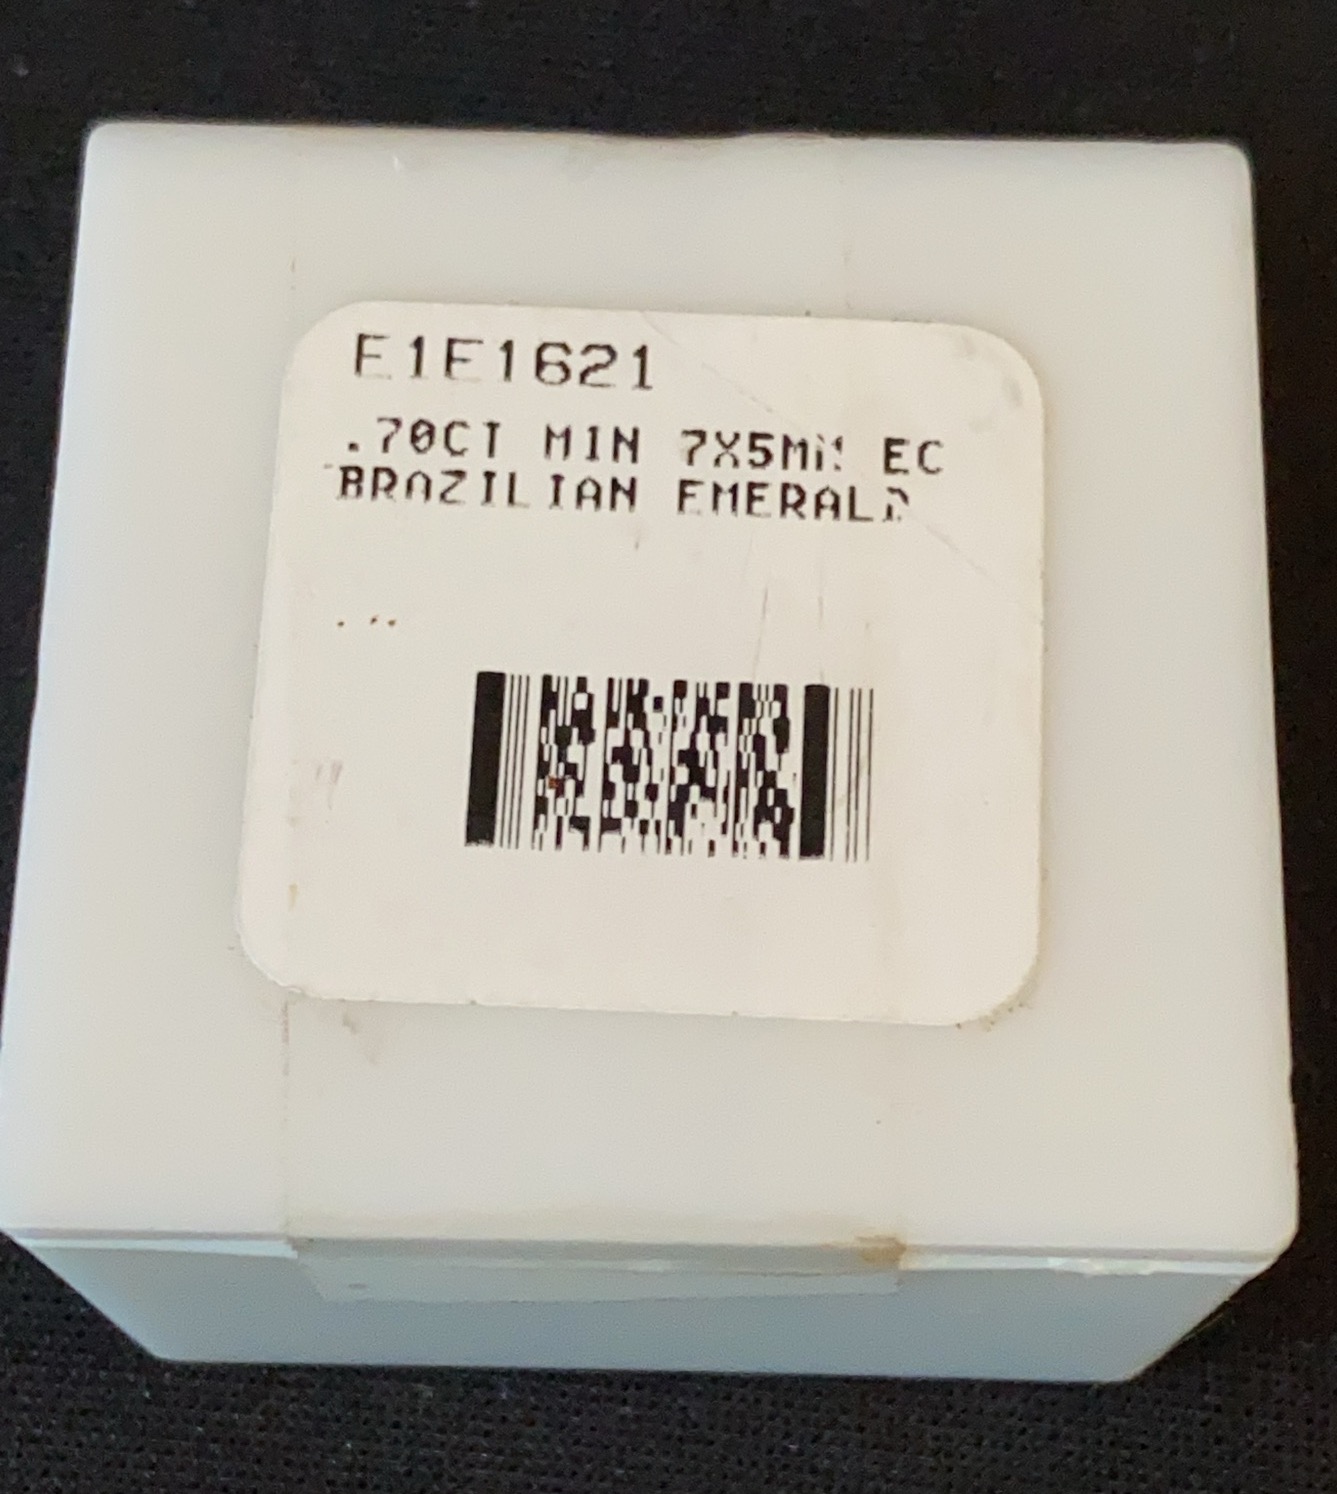 E1E1621
.70CT MIN 7X5MM EC
BRAZILIAN EMERALD